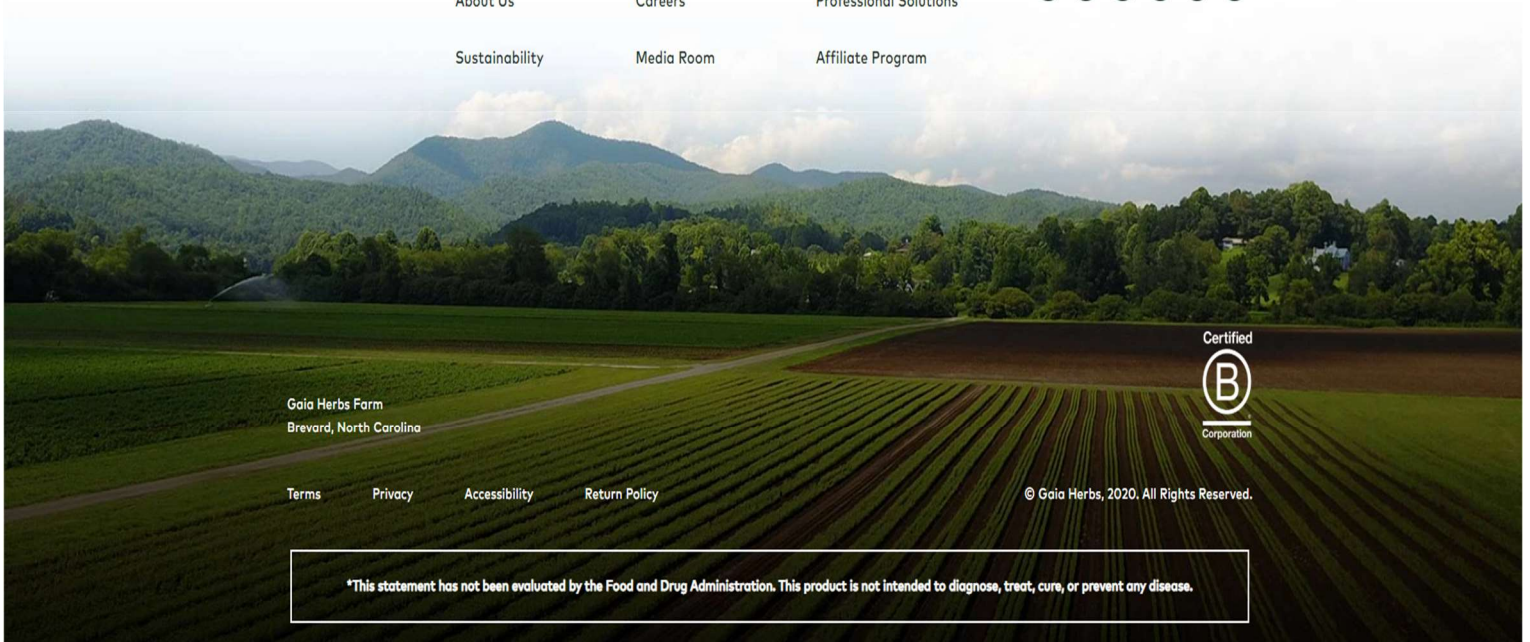 About Us Careers Professional Solutions
Sustainability Media Room Affiliate Program
Certified
B
Corporation
Gaia Herbs Farm
Brevard, North Carolina
Terms Privacy Accessibility Return Policy
© Gaia Herbs, 2020. All Rights Reserved.
*This statement has not been evaluated by the Food and Drug Administration. This product is not intended to diagnose, treat, cure, or prevent any disease.